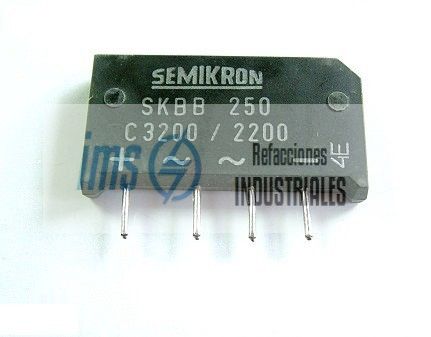 SEMIKRON
SKBB 250
C3200 / 2200
+ ~ ~ -
4E
ims
Refacciones
INDUSTRIALES